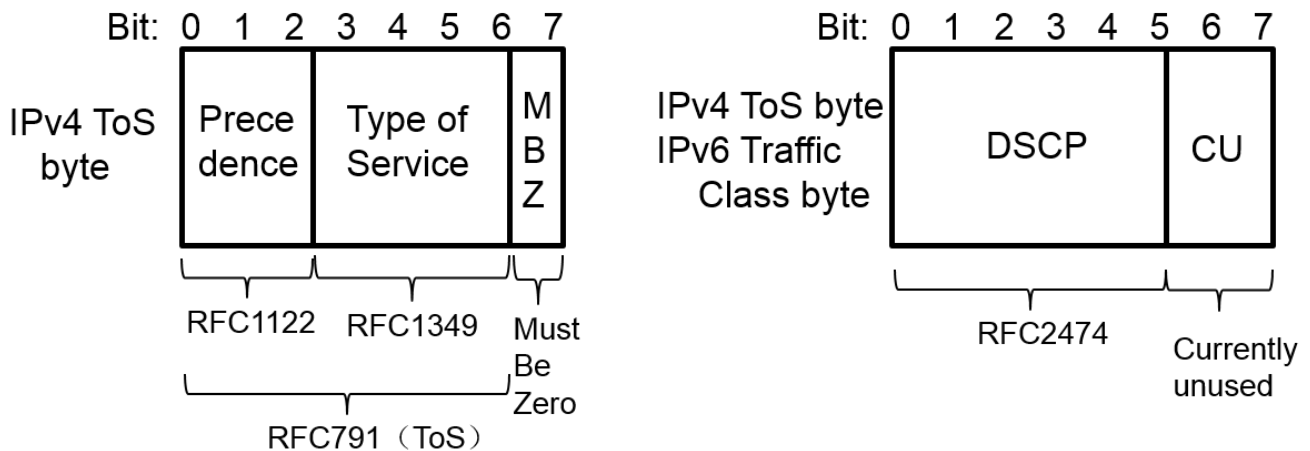 Bit: 0 1 2 3 4 5 6 7
IPv4 ToS
byte
Prece
dence
Type of
Service
M
B
Z
RFC1122
RFC1349
Must
Be
Zero
RFC791（ToS）
Bit: 0 1 2 3 4 5 6 7
IPv4 ToS byte
IPv6 Traffic
Class byte
DSCP
CU
RFC2474
Currently
unused